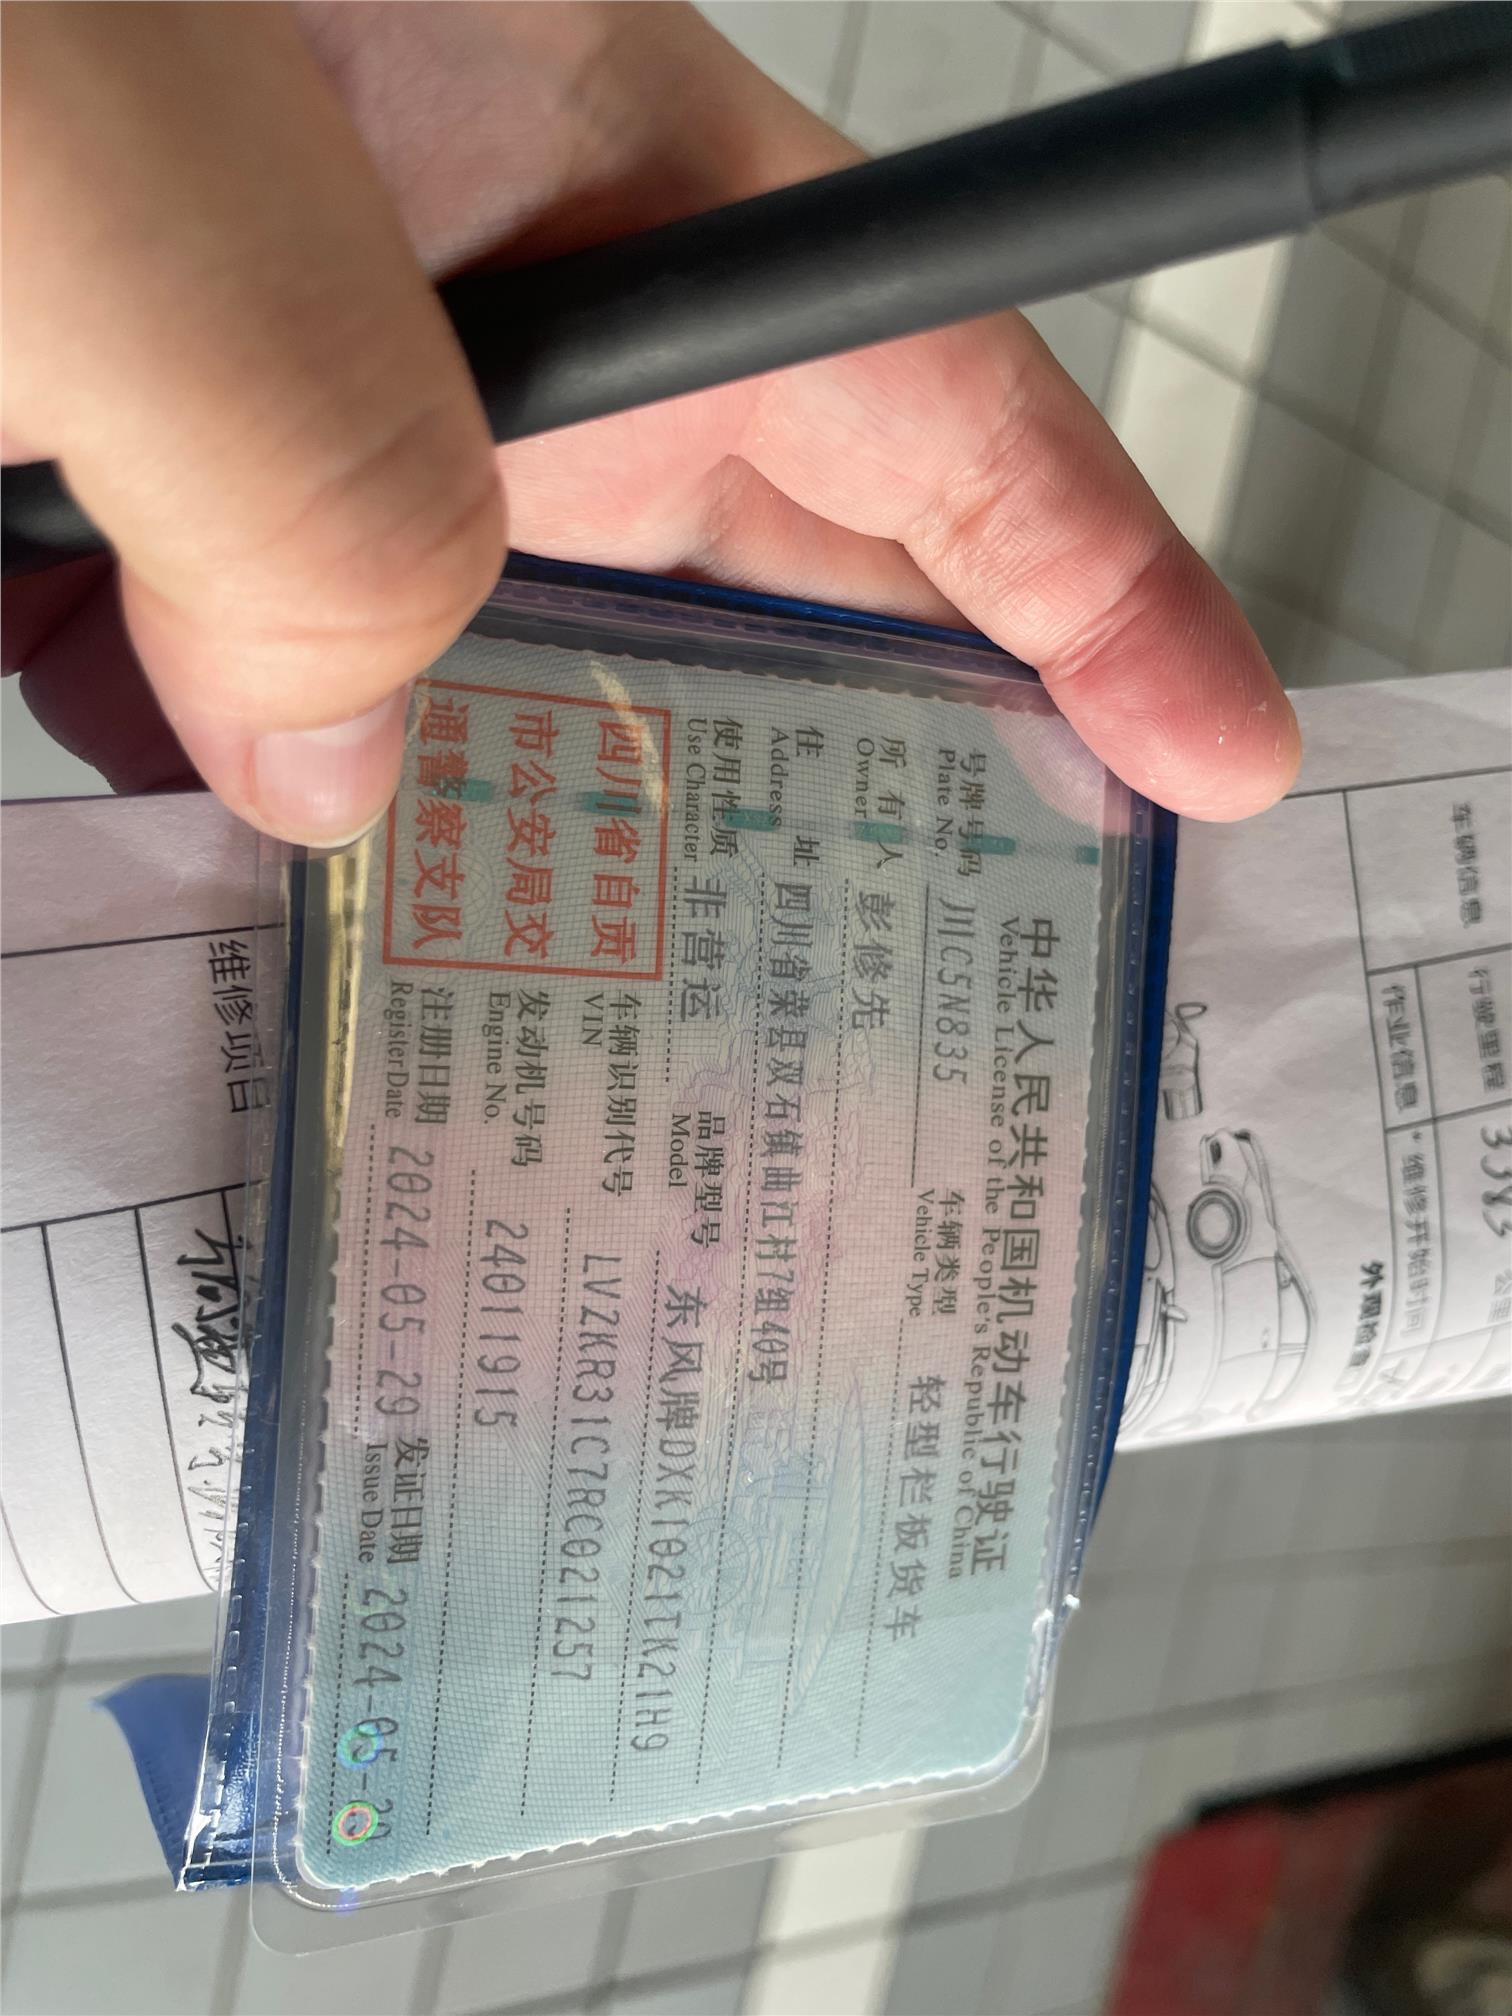 中华人民共和国机动车行驶证
Vehicle License of the People's Republic of China
号牌号码 川C5N835 车辆类型 轻型栏板货车
Plate No. Vehicle Type
所有人 彭修先
Owner
住址 四川省荣县双石镇曲江村7组40号
Address
使用性质 非营运 品牌型号 东风牌DXK1021TK21H9
Use Character Model
四川省自贡
市公安局交
通警察支队
车辆识别代号 LVZKR31C7RC021257
VIN
发动机号码 24011915
Engine No.
注册日期 2024-05-29 发证日期 2024-05-
Register Date Issue Date
车辆信息
行驶里程
作业信息
*维修开始时间
外观检查
维修项目